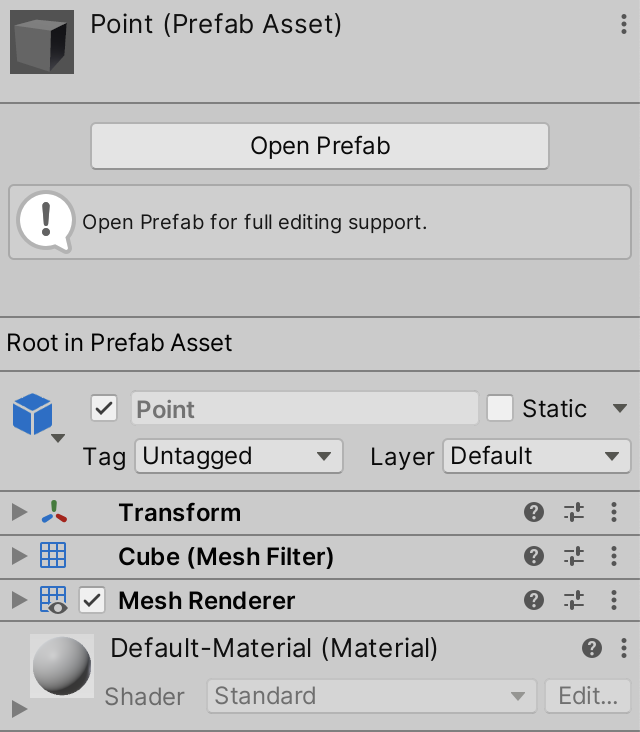 Point (Prefab Asset)
Open Prefab
Open Prefab for full editing support.
Root in Prefab Asset
Point
Static
Tag Untagged Layer Default
Transform
Cube (Mesh Filter)
Mesh Renderer
Default-Material (Material)
Shader Standard Edit...